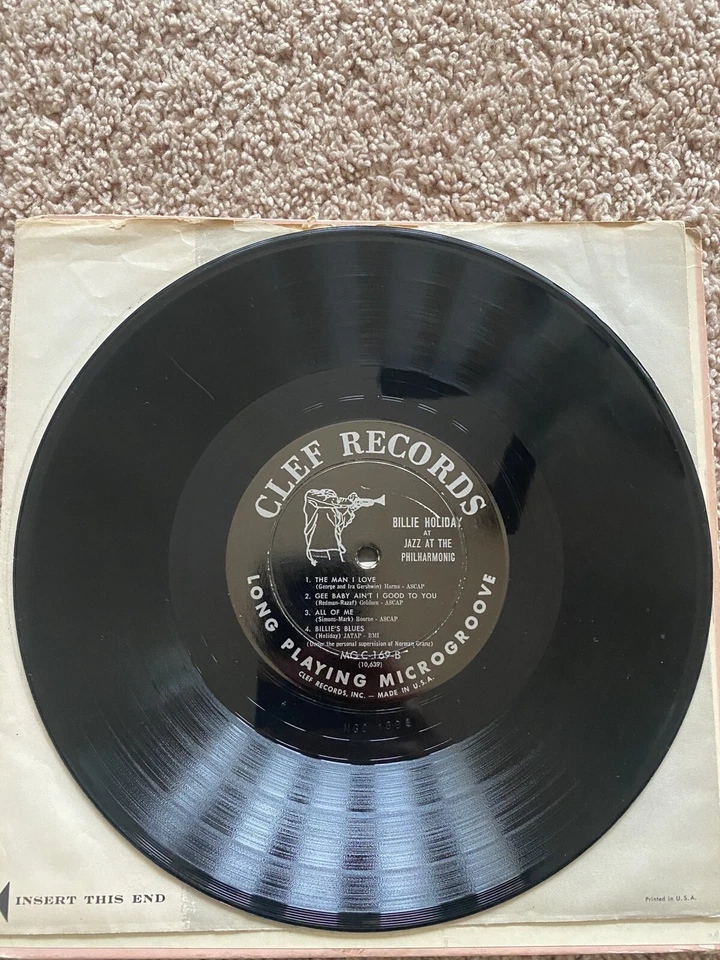 CLEF RECORDS
BILLIE HOLIDAY
AT
JAZZ AT THE
PHILHARMONIC
1. THE MAN I LOVE
(George and Ira Gershwin) Harms - ASCAP
2. GEE BABY AIN'T I GOOD TO YOU
(Redman-Razaf) Goldsen - ASCAP
3. ALL OF ME
(Simons-Mark) Bourne - ASCAP
4. BILLIE'S BLUES
(Holiday) JATAP - BMI
(Under the personal supervision of Norman Granz)
MG C-169-B
(10,639)
LONG PLAYING MICROGROOVE
CLEF RECORDS, INC. — MADE IN U.S.A.
INSERT THIS END
Printed in U.S.A.